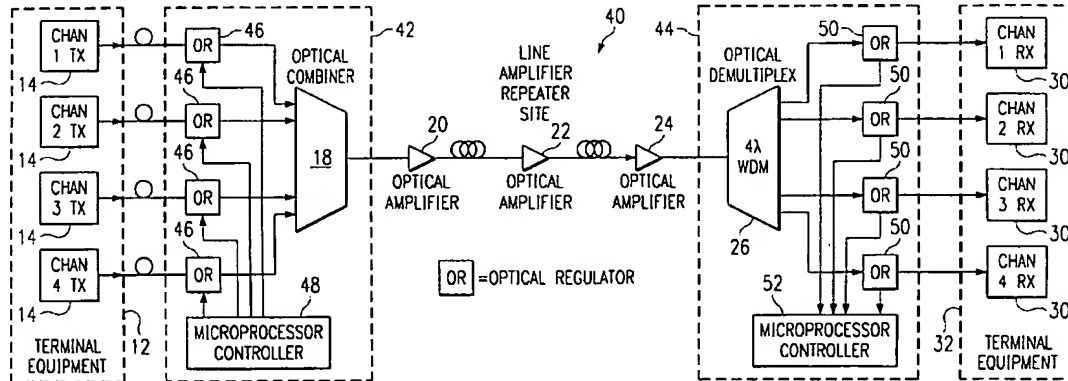 CHAN
1 TX
14
CHAN
2 TX
14
CHAN
3 TX
14
CHAN
4 TX
14
TERMINAL
EQUIPMENT
12
OR
46
OR
46
OR
46
OR
46
42
OPTICAL
COMBINER
18
48
MICROPROCESSOR
CONTROLLER
40
LINE
AMPLIFIER
REPEATER
SITE
20
OPTICAL
AMPLIFIER
22
OPTICAL
AMPLIFIER
24
OPTICAL
AMPLIFIER
OR =OPTICAL REGULATOR
44
OPTICAL
DEMULTIPLEX
4λ
WDM
26
50
OR
50
OR
50
OR
50
OR
52
MICROPROCESSOR
CONTROLLER
CHAN
1 RX
30
CHAN
2 RX
30
CHAN
3 RX
30
CHAN
4 RX
30
32
TERMINAL
EQUIPMENT